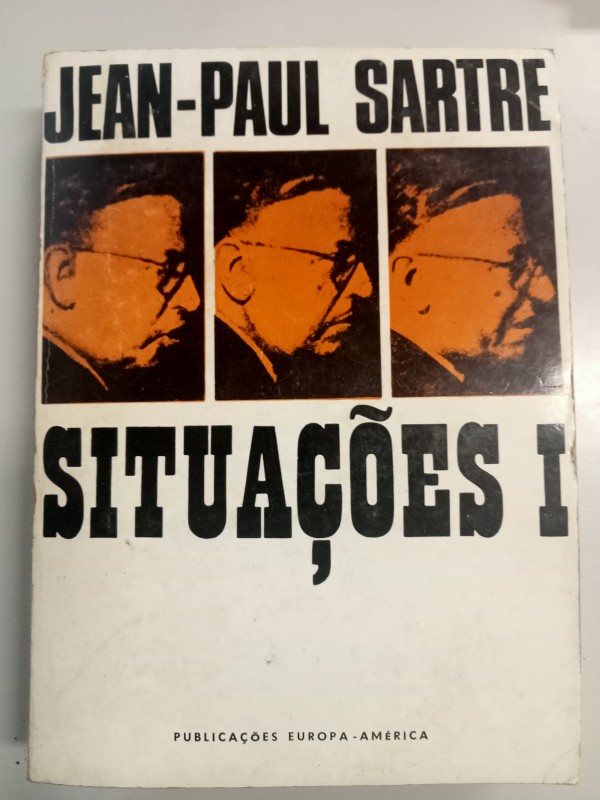 JEAN-PAUL SARTRE
SITUAÇÕES I
PUBLICAÇÕES EUROPA-AMÉRICA